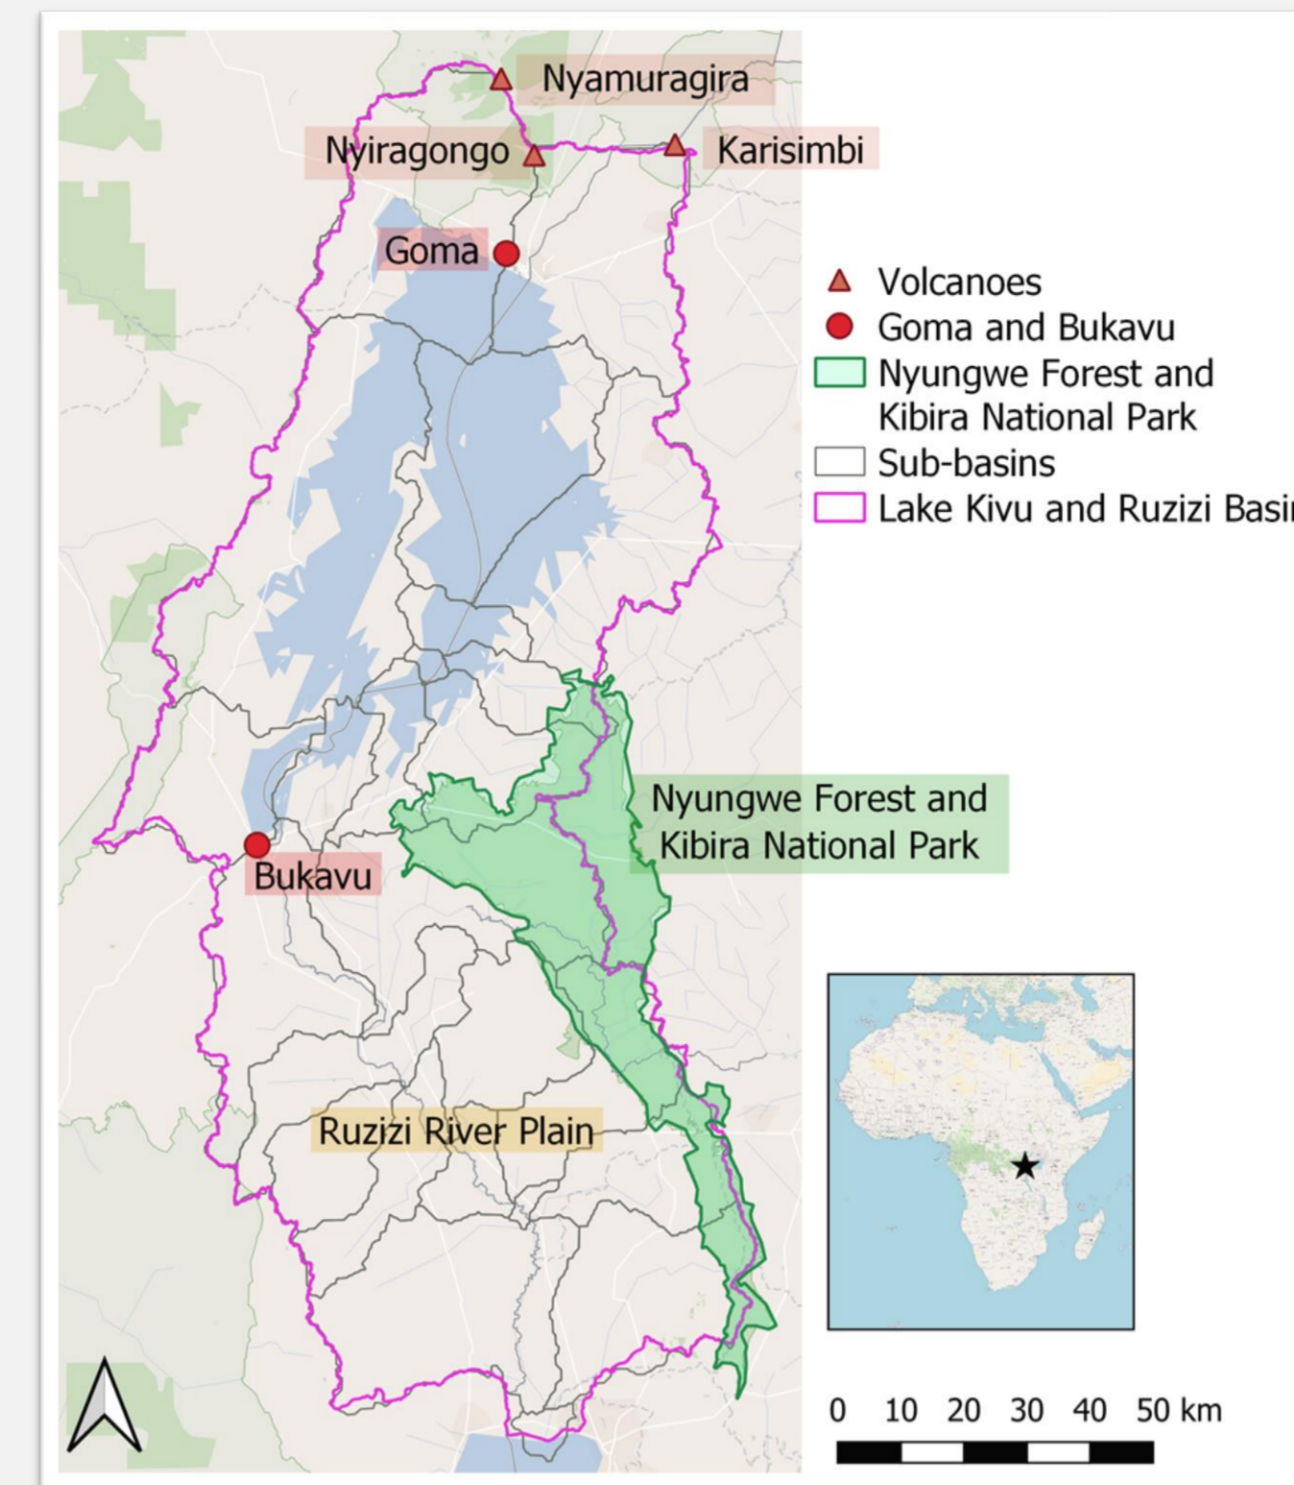 Nyamuragira
Nyiragongo
Karisimbi
Goma
Volcanoes
Goma and Bukavu
Nyungwe Forest and
Kibira National Park
Sub-basins
Lake Kivu and Ruzizi Basi
Nyungwe Forest and
Kibira National Park
Bukavu
Ruzizi River Plain
0 10 20 30 40 50 km